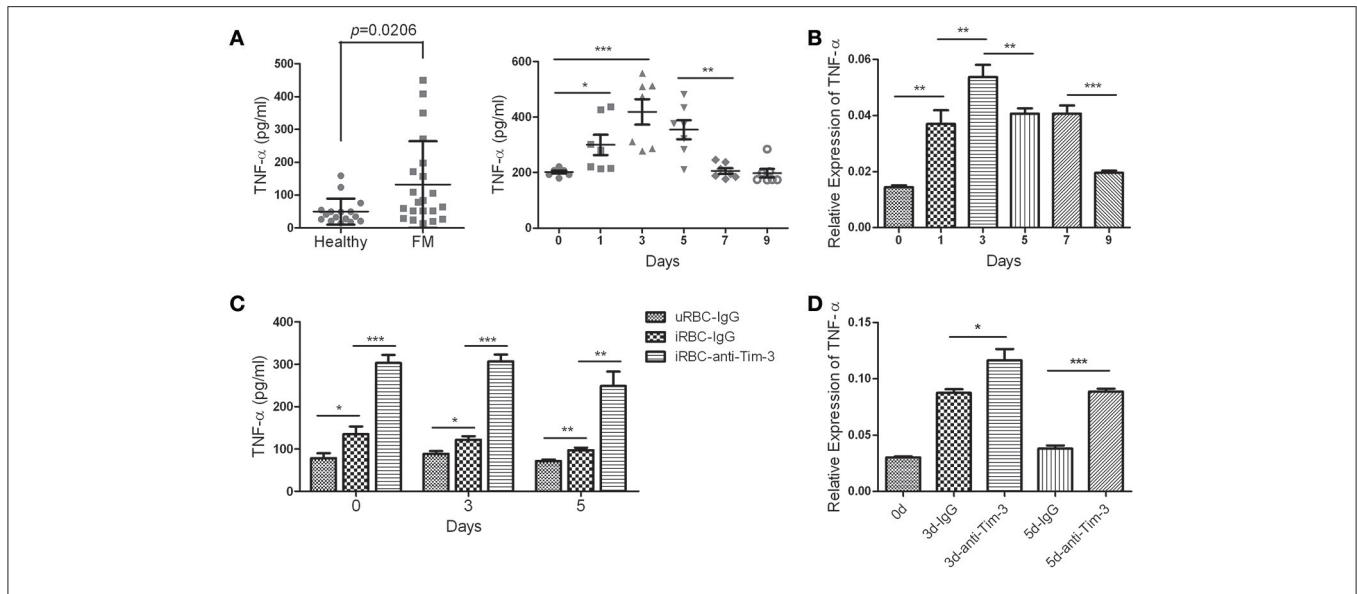 A
p=0.0206
TNF-α (pg/ml)
500
400
300
200
100
0
Healthy FM
TNF-α (pg/ml)
600
400
200
0
*** 
* **
0 1 3 5 7 9
Days
B
Relative Expression of TNF-α
0.06
0.04
0.02
0.00
** ** ** ***
0 1 3 5 7 9
Days
C
TNF-α (pg/ml)
400
300
200
100
0
* *** * *** ** **
0 3 5
Days
uRBC-IgG
iRBC-IgG
iRBC-anti-Tim-3
D
Relative Expression of TNF-α
0.15
0.10
0.05
0.00
* ***
0d 3d-IgG 3d-anti-Tim-3 5d-IgG 5d-anti-Tim-3